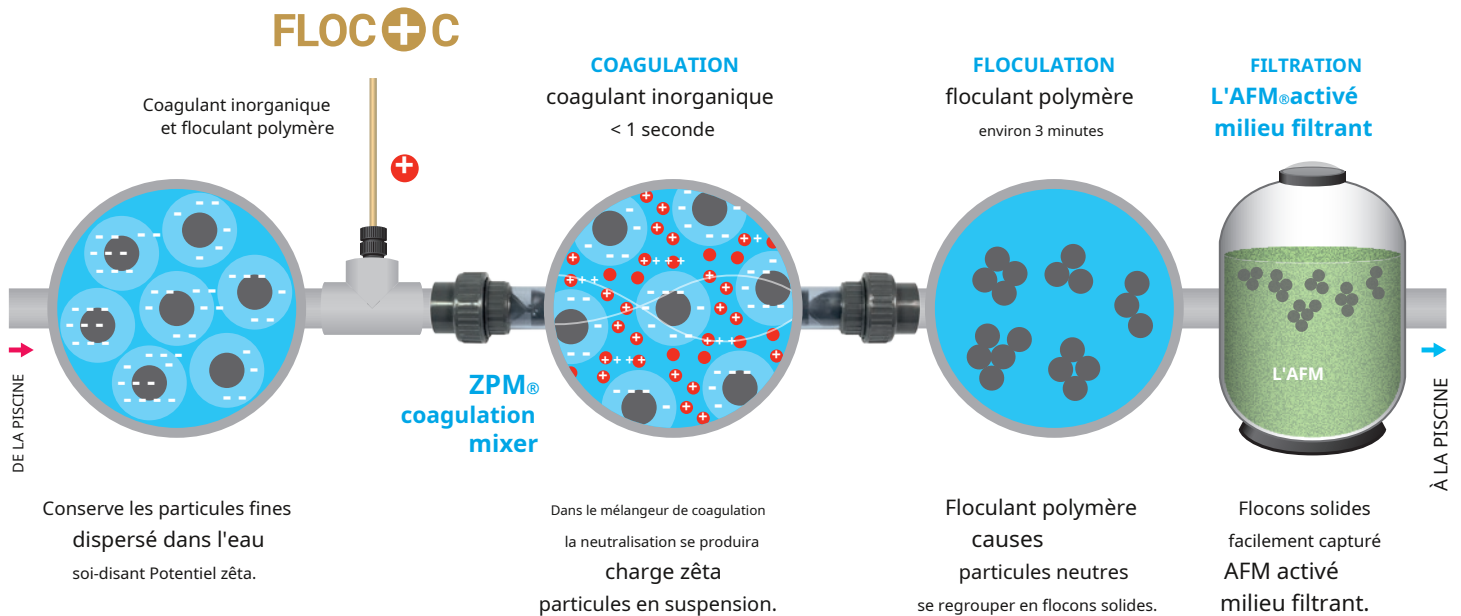 FLOC+C
Coagulant inorganique
et floculant polymère
COAGULATION
coagulant inorganique
< 1 seconde
FLOCULATION
floculant polymère
environ 3 minutes
FILTRATION
L'AFM®activé
milieu filtrant
DE LA PISCINE
ZPM®
coagulation
mixer
L'AFM
À LA PISCINE
Conserve les particules fines
dispersé dans l'eau
soi-disant Potentiel zêta.
Dans le mélangeur de coagulation
la neutralisation se produira
charge zêta
particules en suspension.
Floculant polymère
causes
particules neutres
se regrouper en flocons solides.
Flocons solides
facilement capturé
AFM activé
milieu filtrant.